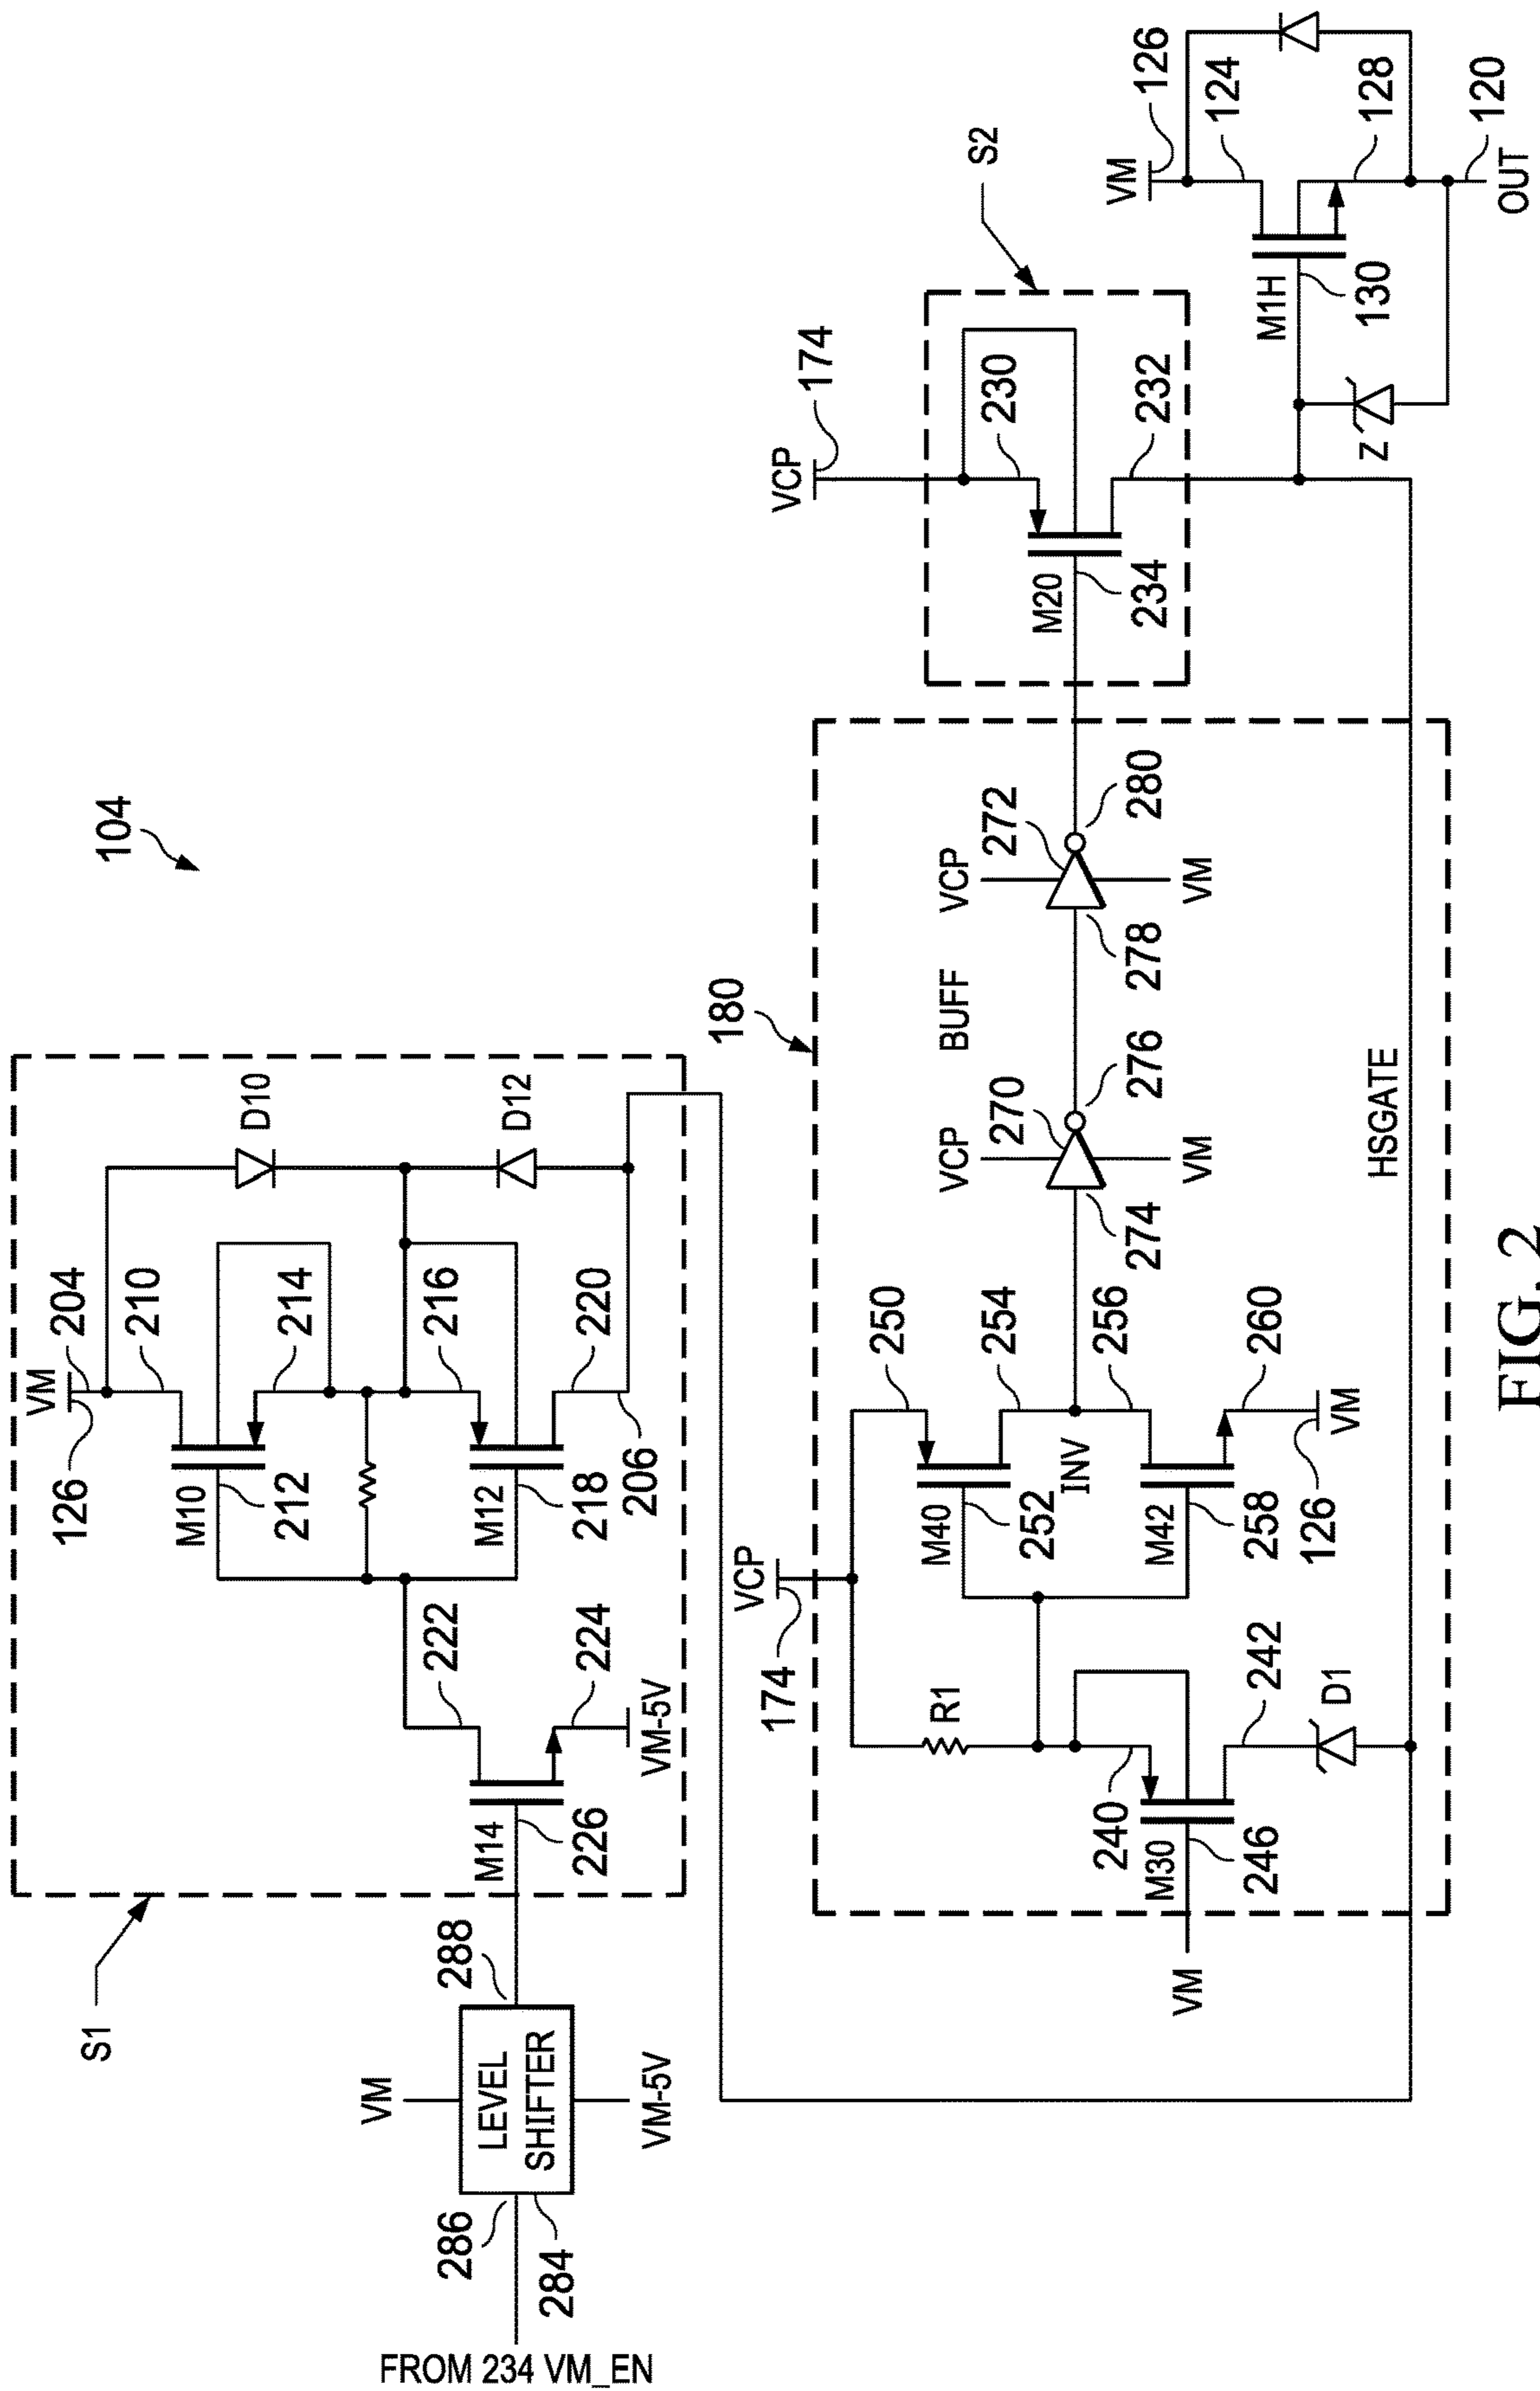 104
S1
VM
126
204
210
M10
212
214
D10
216
M12
218
220
206
D12
222
224
M14
226
VM-5V
VM
LEVEL
SHIFTER
VM-5V
286
288
284
FROM 234 VM_EN
S2
VCP
174
230
M20
234
232
VM
126
124
M1H
130
128
Z
120
OUT
180
VCP
174
R1
250
M40
252
254
INV
256
M42
258
260
126
VM
240
M30
246
242
D1
VM
VCP
270
274
276
VM
BUFF
VCP
272
278
280
VM
HSGATE
FIG. 2